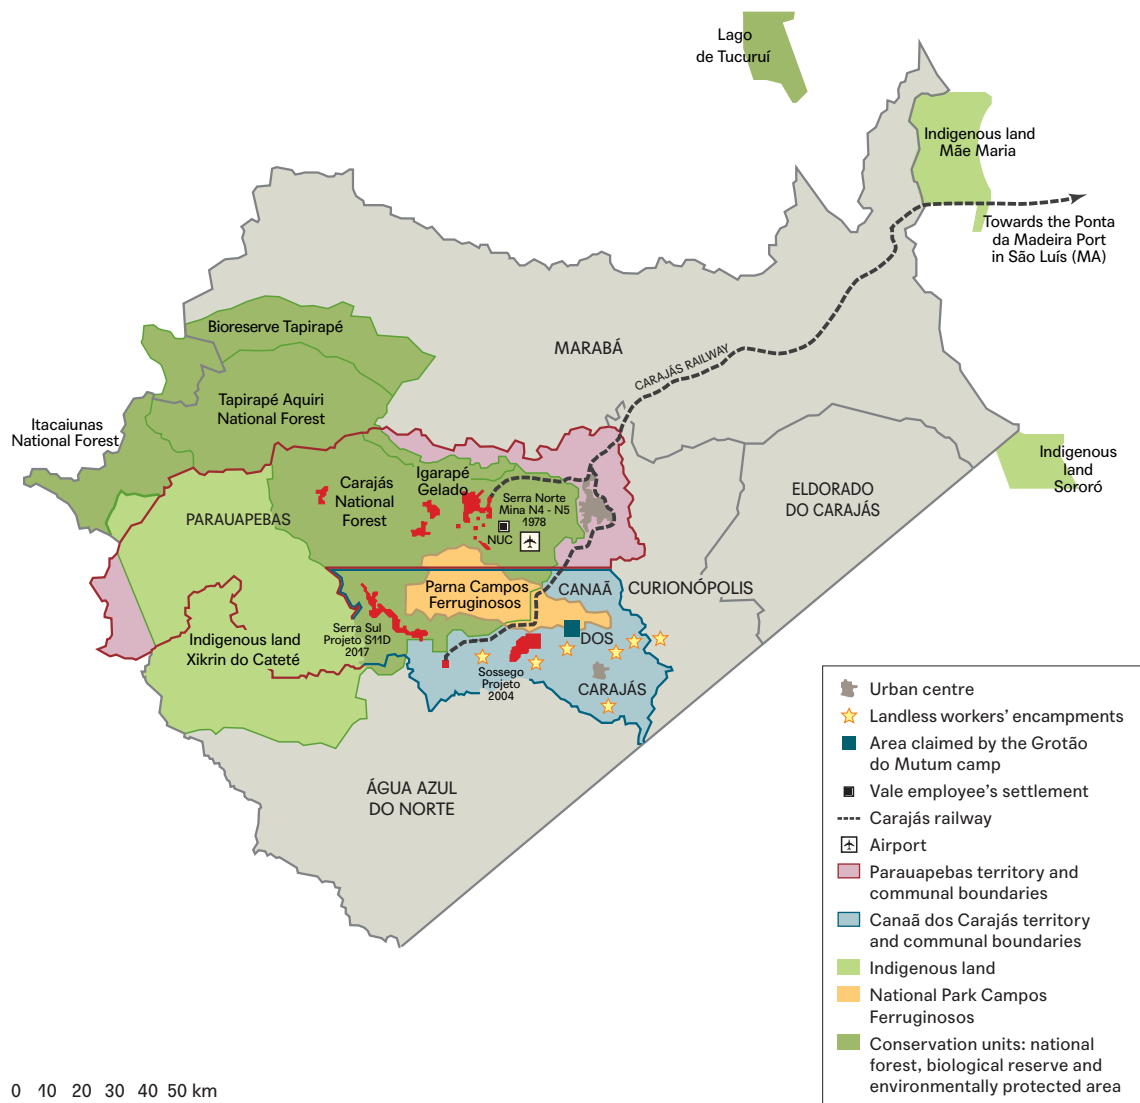 Lago
de Tucuruí
Indigenous land
Mãe Maria
Towards the Ponta
da Madeira Port
in São Luís (MA)
Bioreserve Tapirapé
MARABÁ
CARAJÁS RAILWAY
Tapirapé Aquiri
National Forest
Itacaiunas
National Forest
Indigenous
land
Sororó
Igarapé
Gelado
Carajás
National
Forest
Serra Norte
Mina N4 - N5
1978
NUC
PARAUAPEBAS
ELDORADO
DO CARAJÁS
Parna Campos
Ferruginosos
CANAÃ
DOS
CARAJÁS
CURIONÓPOLIS
Serra Sul
Projeto S11D
2017
Indigenous land
Xikrin do Cateté
Sossego
Projeto
2004
ÁGUA AZUL
DO NORTE
Urban centre
Landless workers' encampments
Area claimed by the Grotão
do Mutum camp
Vale employee's settlement
Carajás railway
Airport
Parauapebas territory and
communal boundaries
Canaã dos Carajás territory
and communal boundaries
Indigenous land
National Park Campos
Ferruginosos
Conservation units: national
forest, biological reserve and
environmentally protected area
0 10 20 30 40 50 km